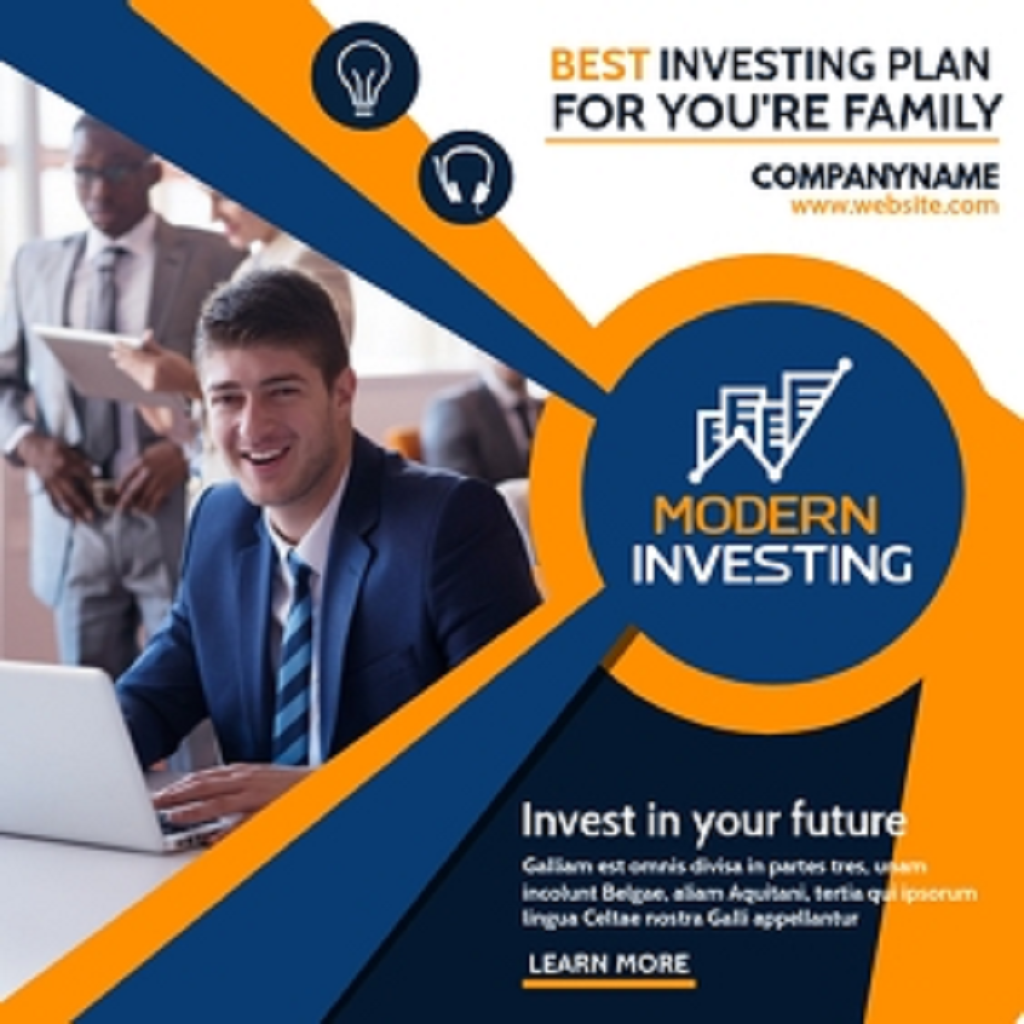 BEST INVESTING PLAN
FOR YOU'RE FAMILY
COMPANYNAME
www.website.com
MODERN
INVESTING
Invest in your future
Galliam est omnis divisa in partes tres, unam
incolunt Belgae, aliam Aquitani, tertia qui ipsorum
lingua Celtae nostra Galli appellantur
LEARN MORE